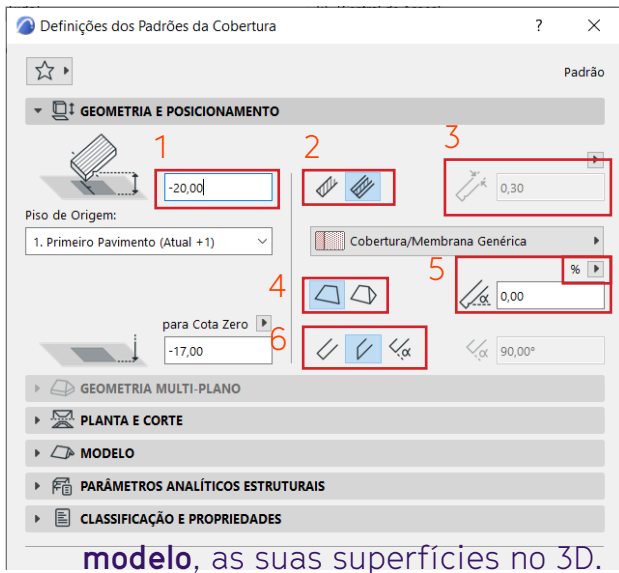 Definições dos Padrões da Cobertura ? ×
Padrão
GEOMETRIA E POSICIONAMENTO
1 2 3
-20,00 0,30
Piso de Origem:
1. Primeiro Pavimento (Atual +1) Cobertura/Membrana Genérica
4 5 %
α 0,00
para Cota Zero 6
-17,00 α α 90,00°
GEOMETRIA MULTI-PLANO
PLANTA E CORTE
MODELO
PARÂMETROS ANALÍTICOS ESTRUTURAIS
CLASSIFICAÇÃO E PROPRIEDADES
modelo, as suas superfícies no 3D.